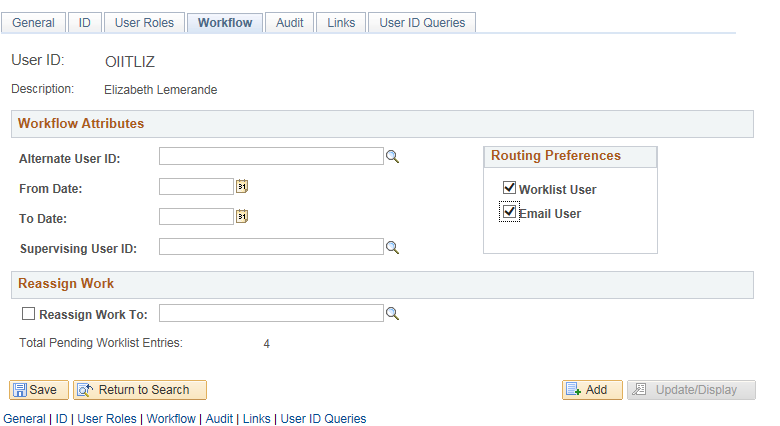 General ID User Roles Workflow Audit Links User ID Queries
User ID: OIITLIZ
Description: Elizabeth Lemerande
Workflow Attributes
Alternate User ID:
Routing Preferences
From Date: 31
Worklist User
To Date: 31
Email User
Supervising User ID:
Reassign Work
Reassign Work To:
Total Pending Worklist Entries: 4
Save Return to Search Add Update/Display
General | ID | User Roles | Workflow | Audit | Links | User ID Queries